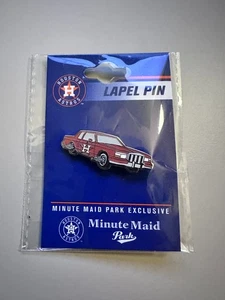 HOUSTON ASTROS
LAPEL PIN
H
MINUTE MAID PARK EXCLUSIVE
HOUSTON ASTROS
Minute Maid
Park